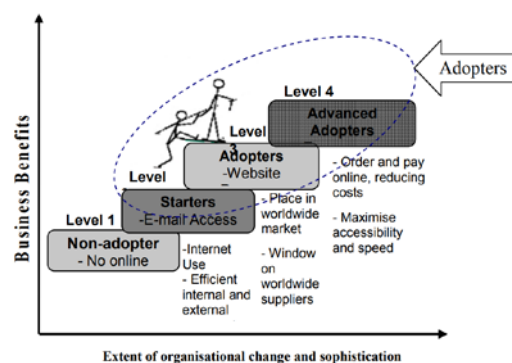 Business Benefits
Adopters
Level 4
Advanced
Adopters
Level
3
Adopters
-Website
- Order and pay
online, reducing
costs
- Maximise
accessibility
and speed
Level
Starters
-E-mail Access
- Place in
worldwide
market
- Window on
worldwide
suppliers
Level 1
Non-adopter
- No online
-Internet
Use
- Efficient
internal and
external
Extent of organisational change and sophistication